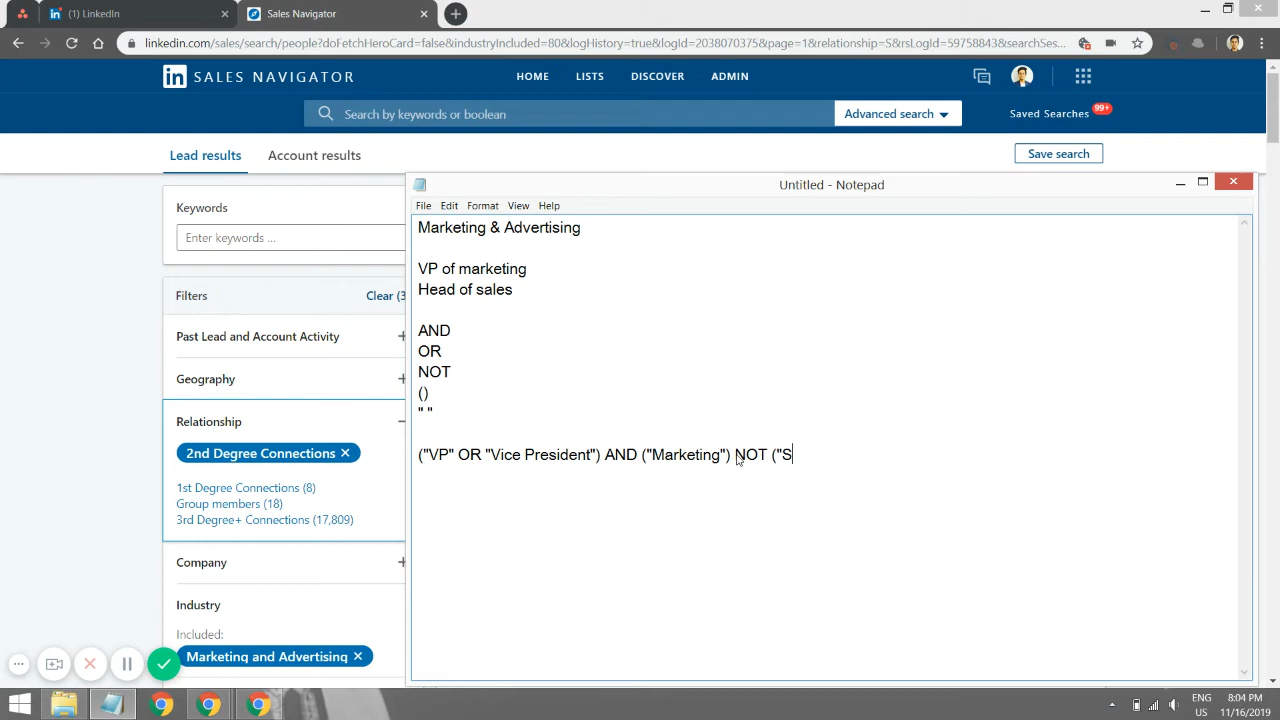 (1) LinkedIn
Sales Navigator
linkedin.com/sales/search/people?doFetchHeroCard=false&industryIncluded=80&logHistory=true&logId=2038070375&page=1&relationship=S&rsLogId=59758843&searchSes...
in SALES NAVIGATOR
HOME
LISTS
DISCOVER
ADMIN
Search by keywords or boolean
Advanced search
Saved Searches
99+
Lead results
Account results
Save search
Keywords
Enter keywords ...
Filters
Clear (3
Past Lead and Account Activity
Geography
Relationship
2nd Degree Connections
1st Degree Connections (8)
Group members (18)
3rd Degree+ Connections (17,809)
Company
Industry
Included:
Marketing and Advertising
Untitled - Notepad
File Edit Format View Help
Marketing & Advertising
VP of marketing
Head of sales
AND
OR
NOT
()
" "
("VP" OR "Vice President") AND ("Marketing") NOT ("S
ENG
US
8:04 PM
11/16/2019